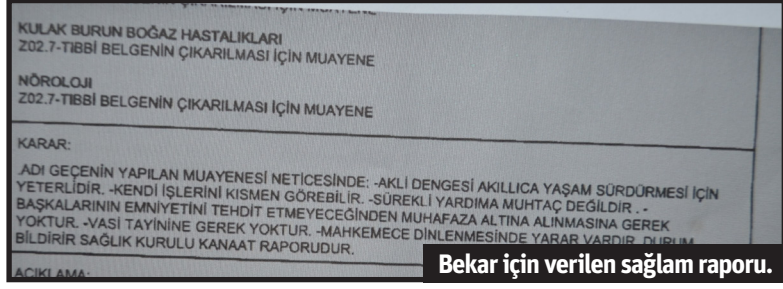 ÇIKARILMASI İÇİN MUAYENE
KULAK BURUN BOĞAZ HASTALIKLARI
Z02.7-TIBBİ BELGENİN ÇIKARILMASI İÇİN MUAYENE
NÖROLOJI
Z02.7-TIBBİ BELGENİN ÇIKARILMASI İÇİN MUAYENE
KARAR:
.ADI GEÇENİN YAPILAN MUAYENESİ NETİCESİNDE: -AKLİ DENGESİ AKILLICA YAŞAM SÜRDÜRMESİ İÇİN
YETERLİDİR. -KENDİ İŞLERİNİ KISMEN GÖREBİLİR. -SÜREKLİ YARDIMA MUHTAÇ DEĞİLDİR . -
BAŞKALARININ EMNİYETİNİ TEHDİT ETMEYECEĞİNDEN MUHAFAZA ALTINA ALINMASINA GEREK
YOKTUR. -VASİ TAYİNİNE GEREK YOKTUR. -MAHKEMECE DİNLENMESİNDE YARAR VARDIR. DURUM
BİLDİRİR SAĞLIK KURULU KANAAT RAPORUDUR.
AÇIKLAMA:
Bekar için verilen sağlam raporu.